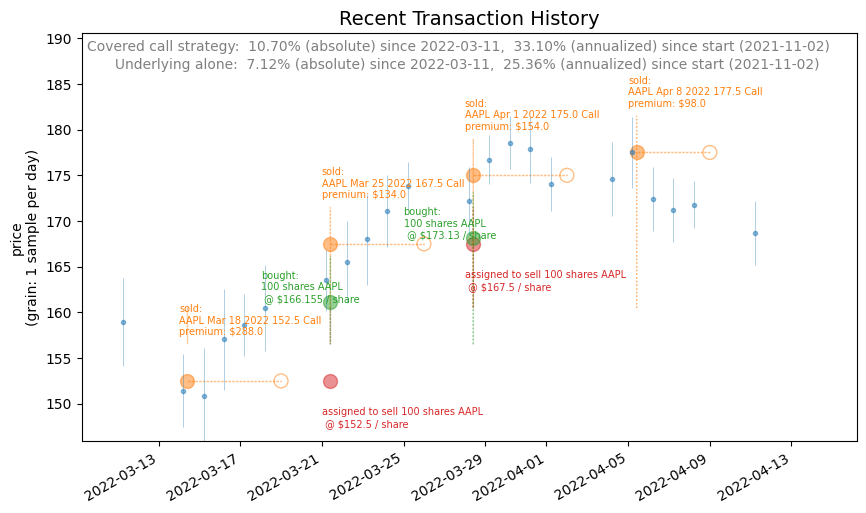 Recent Transaction History
Covered call strategy:  10.70% (absolute) since 2022-03-11,  33.10% (annualized) since start (2021-11-02)
Underlying alone:  7.12% (absolute) since 2022-03-11,  25.36% (annualized) since start (2021-11-02)
price
(grain: 1 sample per day)
190
185
180
175
170
165
160
155
150
sold:
AAPL Mar 18 2022 152.5 Call
premium: $288.0
bought:
100 shares AAPL
@ $166.155 / share
assigned to sell 100 shares AAPL
@ $152.5 / share
sold:
AAPL Mar 25 2022 167.5 Call
premium: $134.0
bought:
100 shares AAPL
@ $173.13 / share
assigned to sell 100 shares AAPL
@ $167.5 / share
sold:
AAPL Apr 1 2022 175.0 Call
premium: $154.0
sold:
AAPL Apr 8 2022 177.5 Call
premium: $98.0
2022-03-13
2022-03-17
2022-03-21
2022-03-25
2022-03-29
2022-04-01
2022-04-05
2022-04-09
2022-04-13